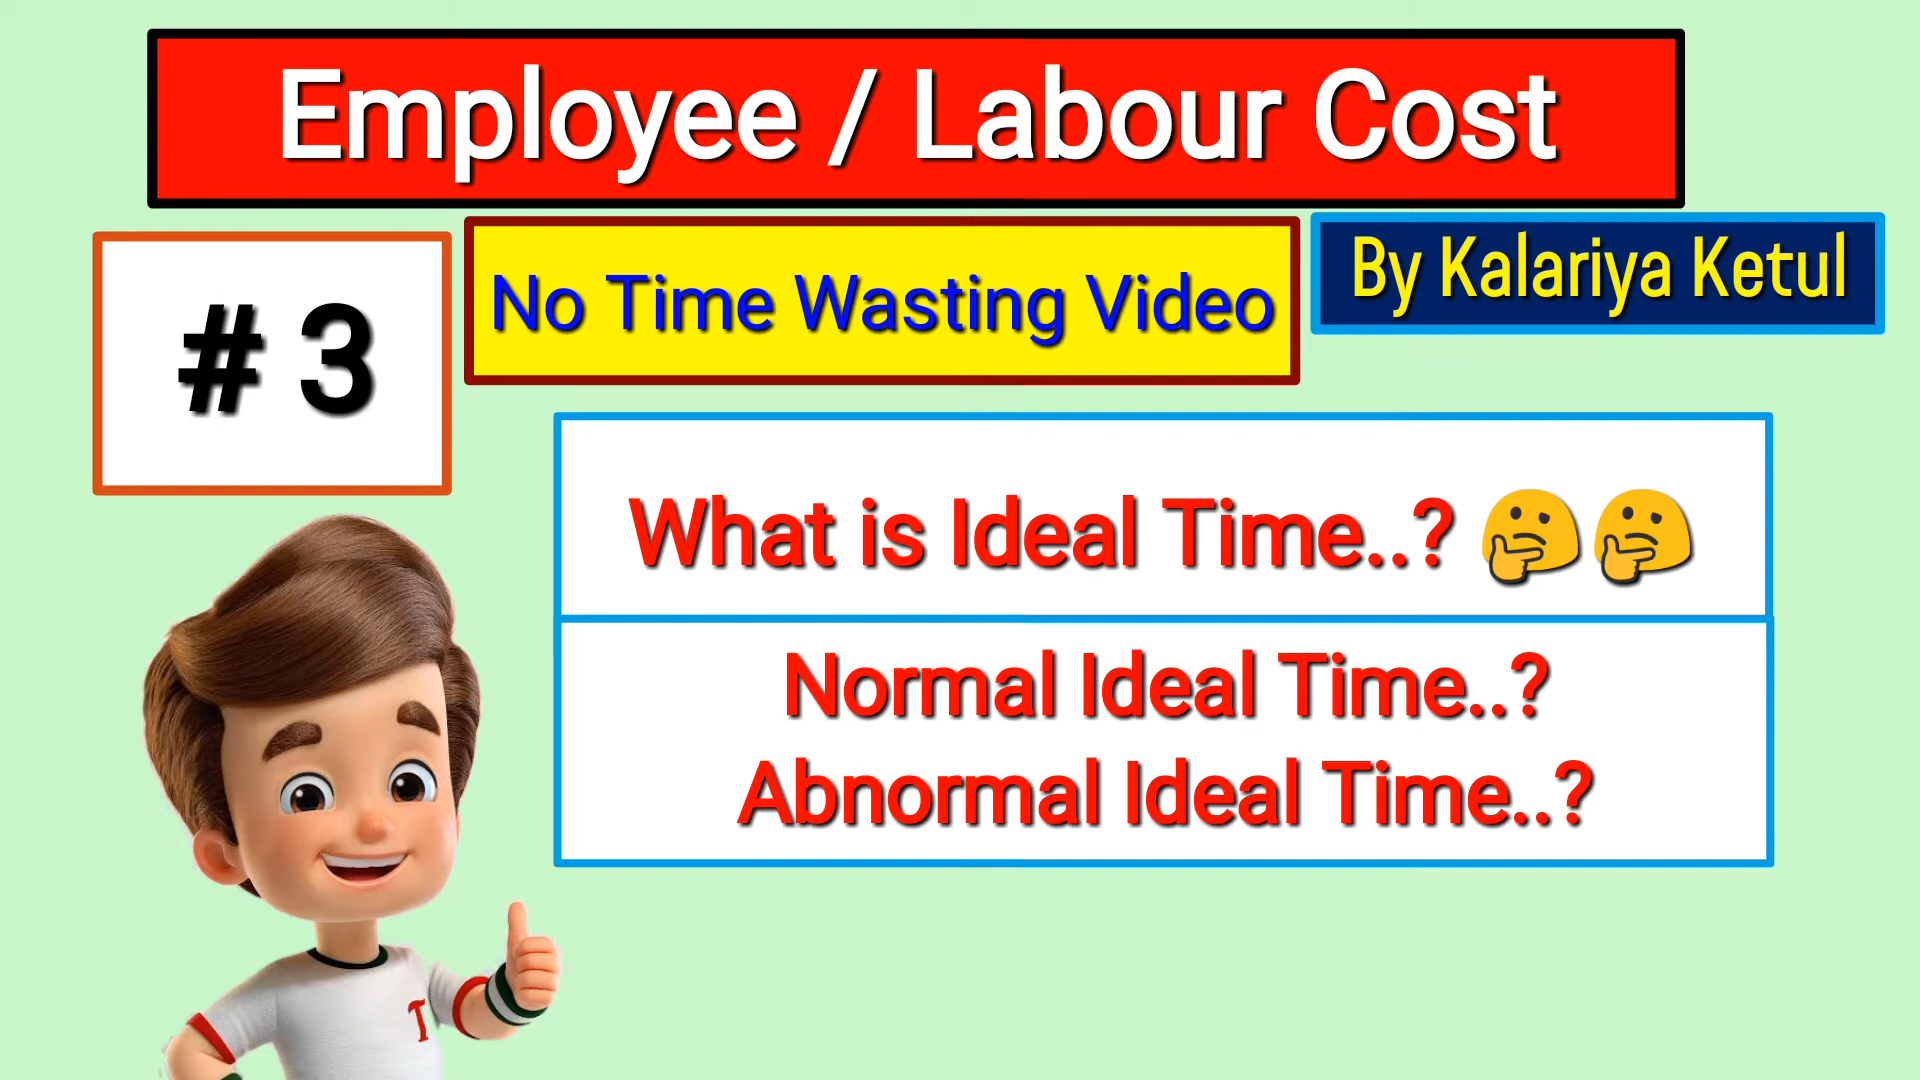 Employee / Labour Cost
# 3
No Time Wasting Video
By Kalariya Ketul
What is Ideal Time..? 🤔🤔
Normal Ideal Time..?
Abnormal Ideal Time..?
T